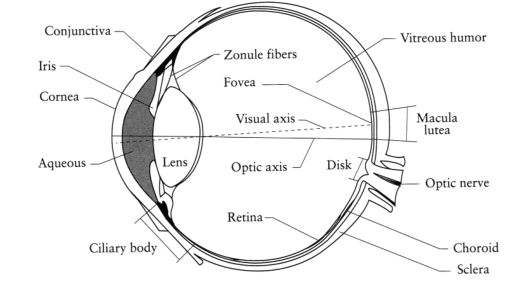 Conjunctiva
Zonule fibers
Vitreous humor
Iris
Fovea
Cornea
Visual axis
Macula
lutea
Aqueous
Lens
Optic axis
Disk
Optic nerve
Retina
Ciliary body
Choroid
Sclera